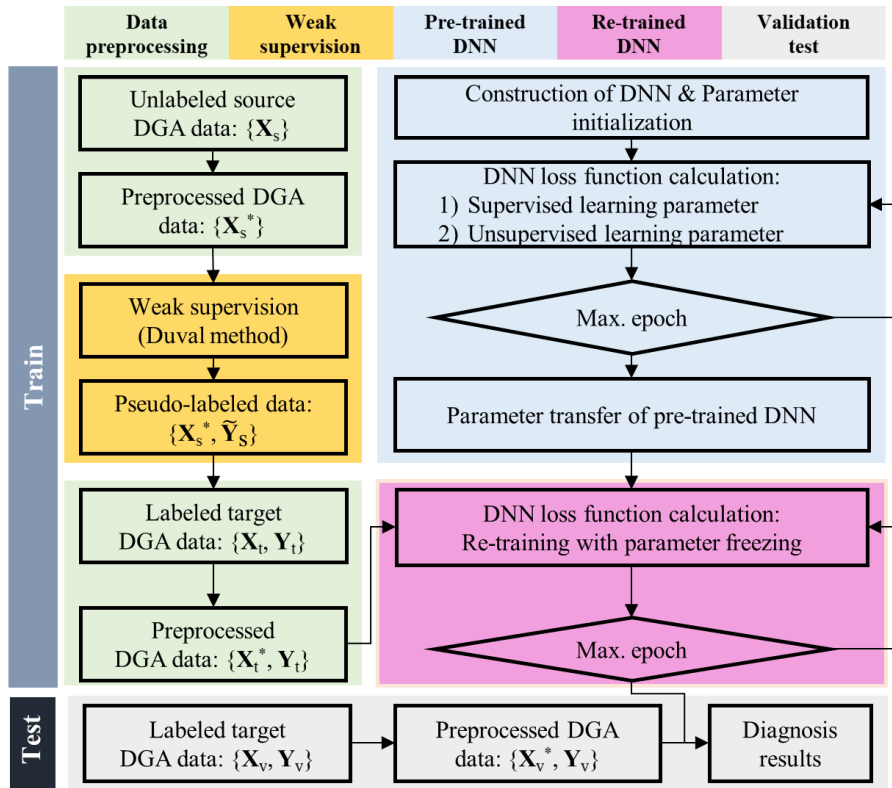 Data
preprocessing
Weak
supervision
Pre-trained
DNN
Re-trained
DNN
Validation
test
Train
Unlabeled source
DGA data: {Xs}
Preprocessed DGA
data: {Xs*}
Weak supervision
(Duval method)
Pseudo-labeled data:
{Xs*, ỸS}
Labeled target
DGA data: {Xt, Yt}
Preprocessed
DGA data: {Xt*, Yt}
Construction of DNN & Parameter
initialization
DNN loss function calculation:
1) Supervised learning parameter
2) Unsupervised learning parameter
Max. epoch
Parameter transfer of pre-trained DNN
DNN loss function calculation:
Re-training with parameter freezing
Max. epoch
Test
Labeled target
DGA data: {Xv, Yv}
Preprocessed DGA
data: {Xv*, Yv}
Diagnosis
results